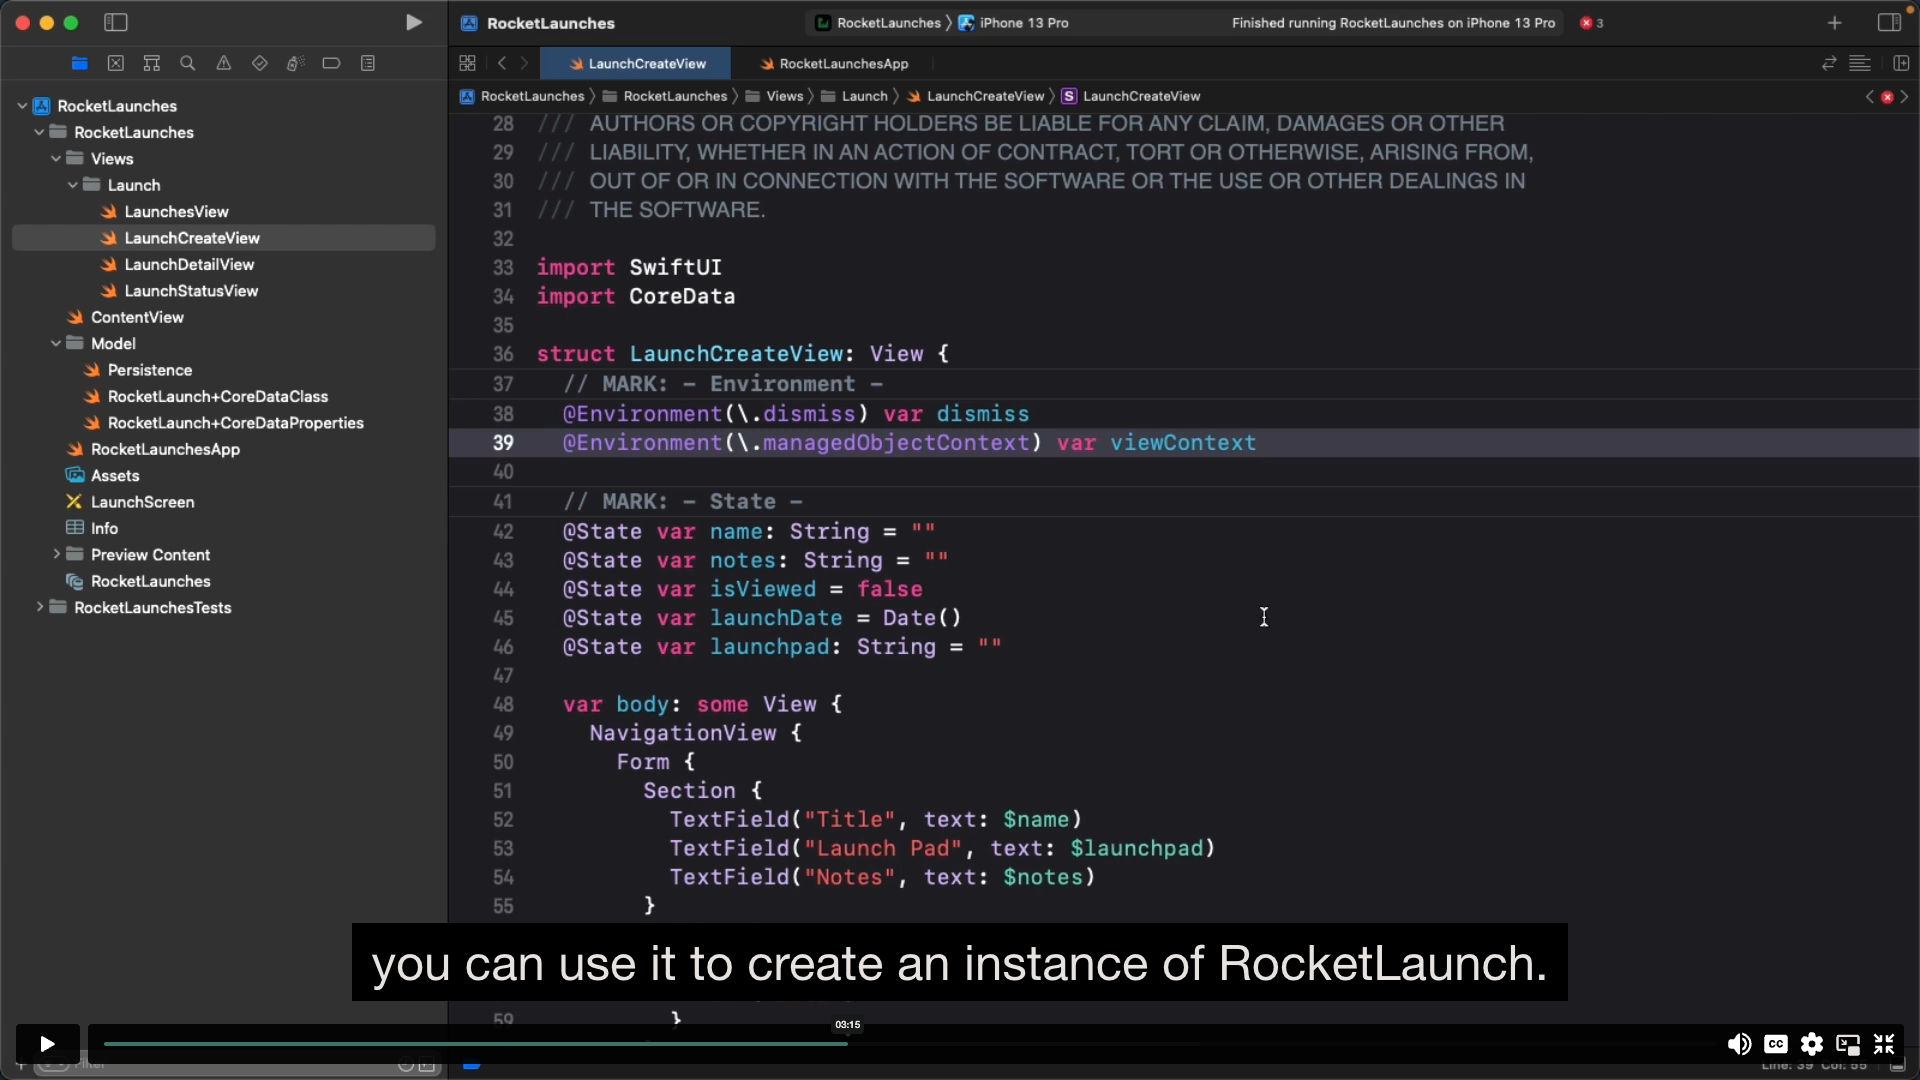 RocketLaunches
RocketLaunches
iPhone 13 Pro
Finished running RocketLaunches on iPhone 13 Pro
3
LaunchCreateView
RocketLaunchesApp
RocketLaunches
RocketLaunches
Views
Launch
LaunchCreateView
S
LaunchCreateView
RocketLaunches
RocketLaunches
Views
Launch
LaunchesView
LaunchCreateView
LaunchDetailView
LaunchStatusView
ContentView
Model
Persistence
RocketLaunch+CoreDataClass
RocketLaunch+CoreDataProperties
RocketLaunchesApp
Assets
LaunchScreen
Info
Preview Content
RocketLaunches
RocketLaunchesTests
28 /// AUTHORS OR COPYRIGHT HOLDERS BE LIABLE FOR ANY CLAIM, DAMAGES OR OTHER
29 /// LIABILITY, WHETHER IN AN ACTION OF CONTRACT, TORT OR OTHERWISE, ARISING FROM,
30 /// OUT OF OR IN CONNECTION WITH THE SOFTWARE OR THE USE OR OTHER DEALINGS IN
31 /// THE SOFTWARE.
32
33 import SwiftUI
34 import CoreData
35
36 struct LaunchCreateView: View {
37 // MARK: - Environment -
38 @Environment(\.dismiss) var dismiss
39 @Environment(\.managedObjectContext) var viewContext
40
41 // MARK: - State -
42 @State var name: String = ""
43 @State var notes: String = ""
44 @State var isViewed = false
45 @State var launchDate = Date()
46 @State var launchpad: String = ""
47
48 var body: some View {
49 NavigationView {
50 Form {
51 Section {
52 TextField("Title", text: $name)
53 TextField("Launch Pad", text: $launchpad)
54 TextField("Notes", text: $notes)
55 }
you can use it to create an instance of RocketLaunch.
59 }
03:15
CC
Filter
Line: 39 Col: 55